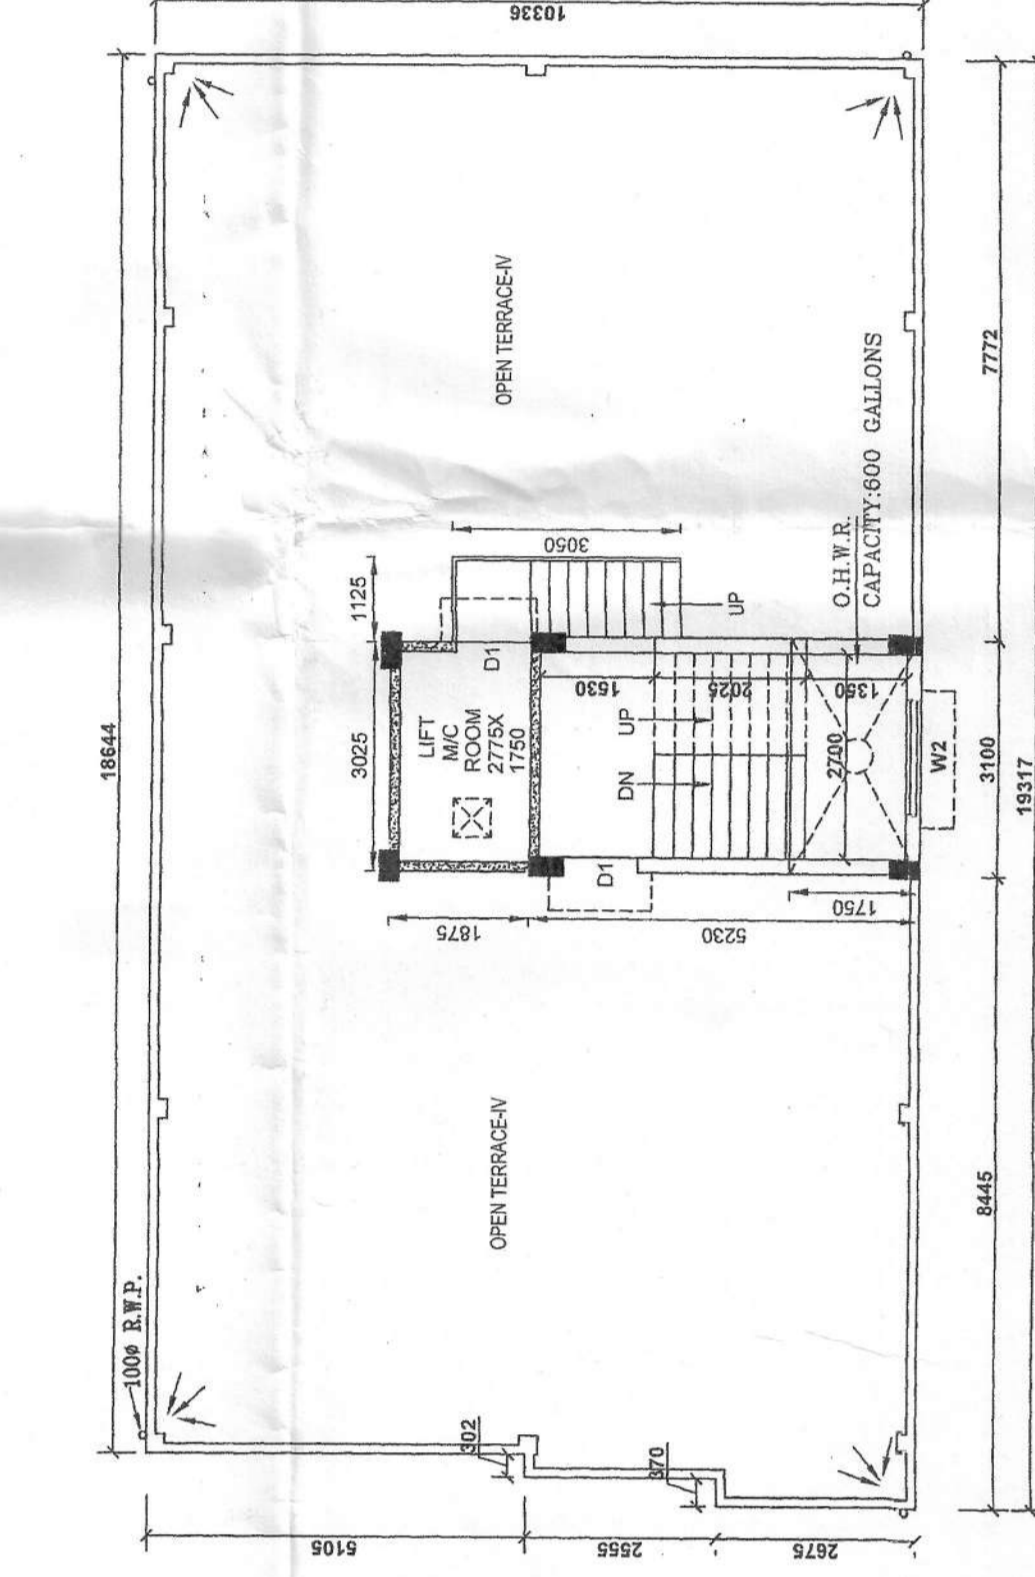 10336
18644
100ø R.W.P.
OPEN TERRACE-IV
7772
1125
3050
3025
LIFT
M/C
ROOM
2775X
1750
D1
UP
O.H.W.R.
CAPACITY:600 GALLONS
1530
2025
1350
UP
DN
2700
W2
3100
19317
D1
1750
1875
5230
OPEN TERRACE-IV
8445
302
370
5105
2555
2675